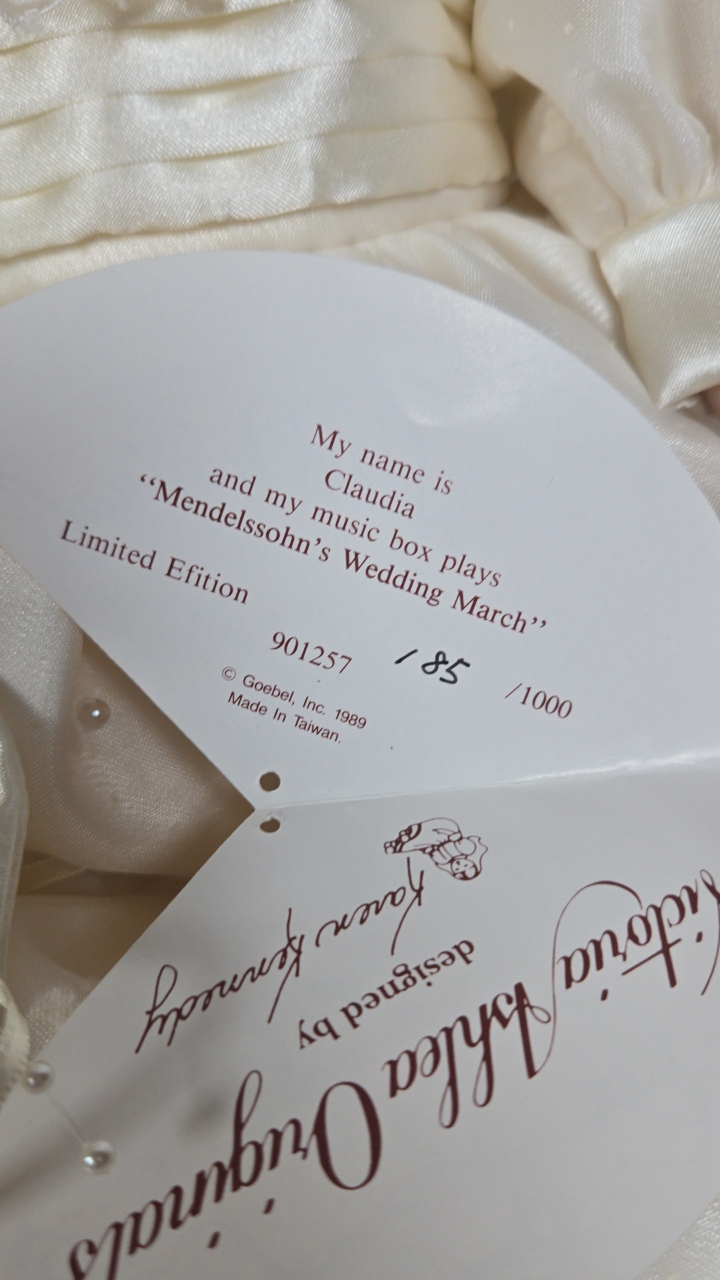 My name is
Claudia
and my music box plays
“Mendelssohn’s Wedding March”
Limited Efition
901257 185 /1000
© Goebel, Inc. 1989
Made In Taiwan.
Victoria Ashlea Originals
designed by
Karen Kennedy